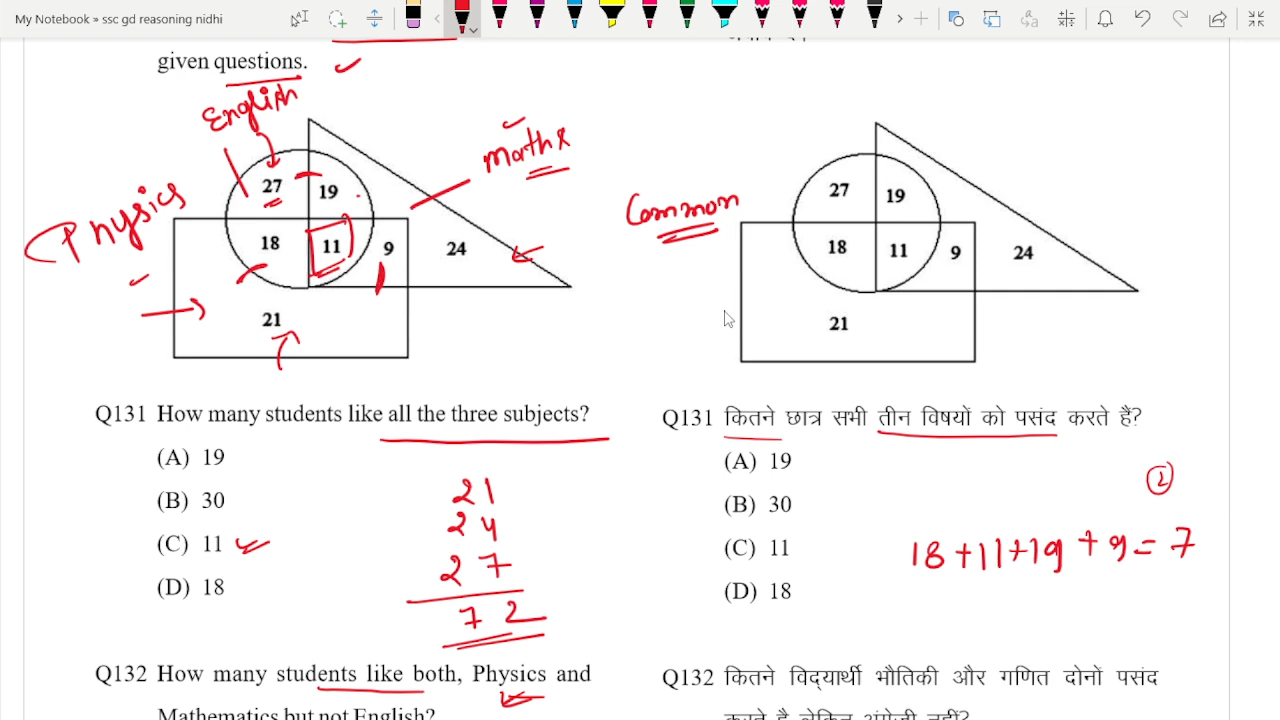 My Notebook » ssc gd reasoning nidhi
given questions.
English
maths
Physics
27
19
18
11
9
24
21
Common
27
19
18
11
9
24
21
Q131 How many students like all the three subjects?
(A) 19
(B) 30
(C) 11
(D) 18
21
24
27
72
Q132 How many students like both, Physics and
Mathematics but not English?
Q131 कितने छात्र सभी तीन विषयों को पसंद करते हैं?
(A) 19
(B) 30
(C) 11
(D) 18
2
18+11+19+9=7
Q132 कितने विद्यार्थी भौतिकी और गणित दोनों पसंद
करते है लेकिन अंग्रेजी नहीं?